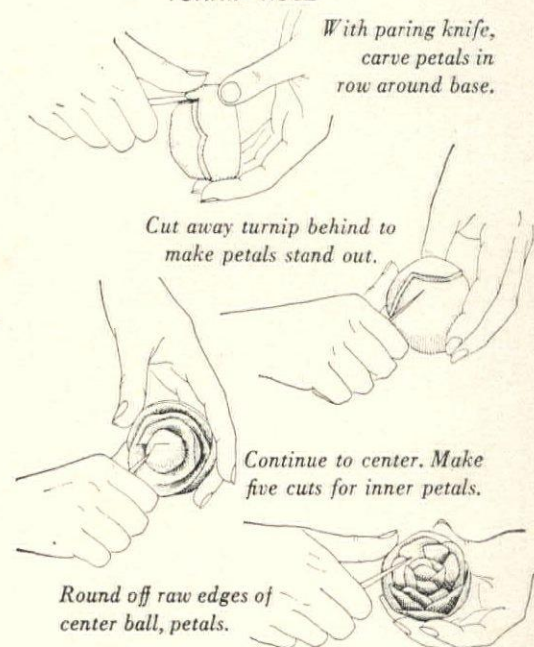 With paring knife,
carve petals in
row around base.
Cut away turnip behind to
make petals stand out.
Continue to center. Make
five cuts for inner petals.
Round off raw edges of
center ball, petals.